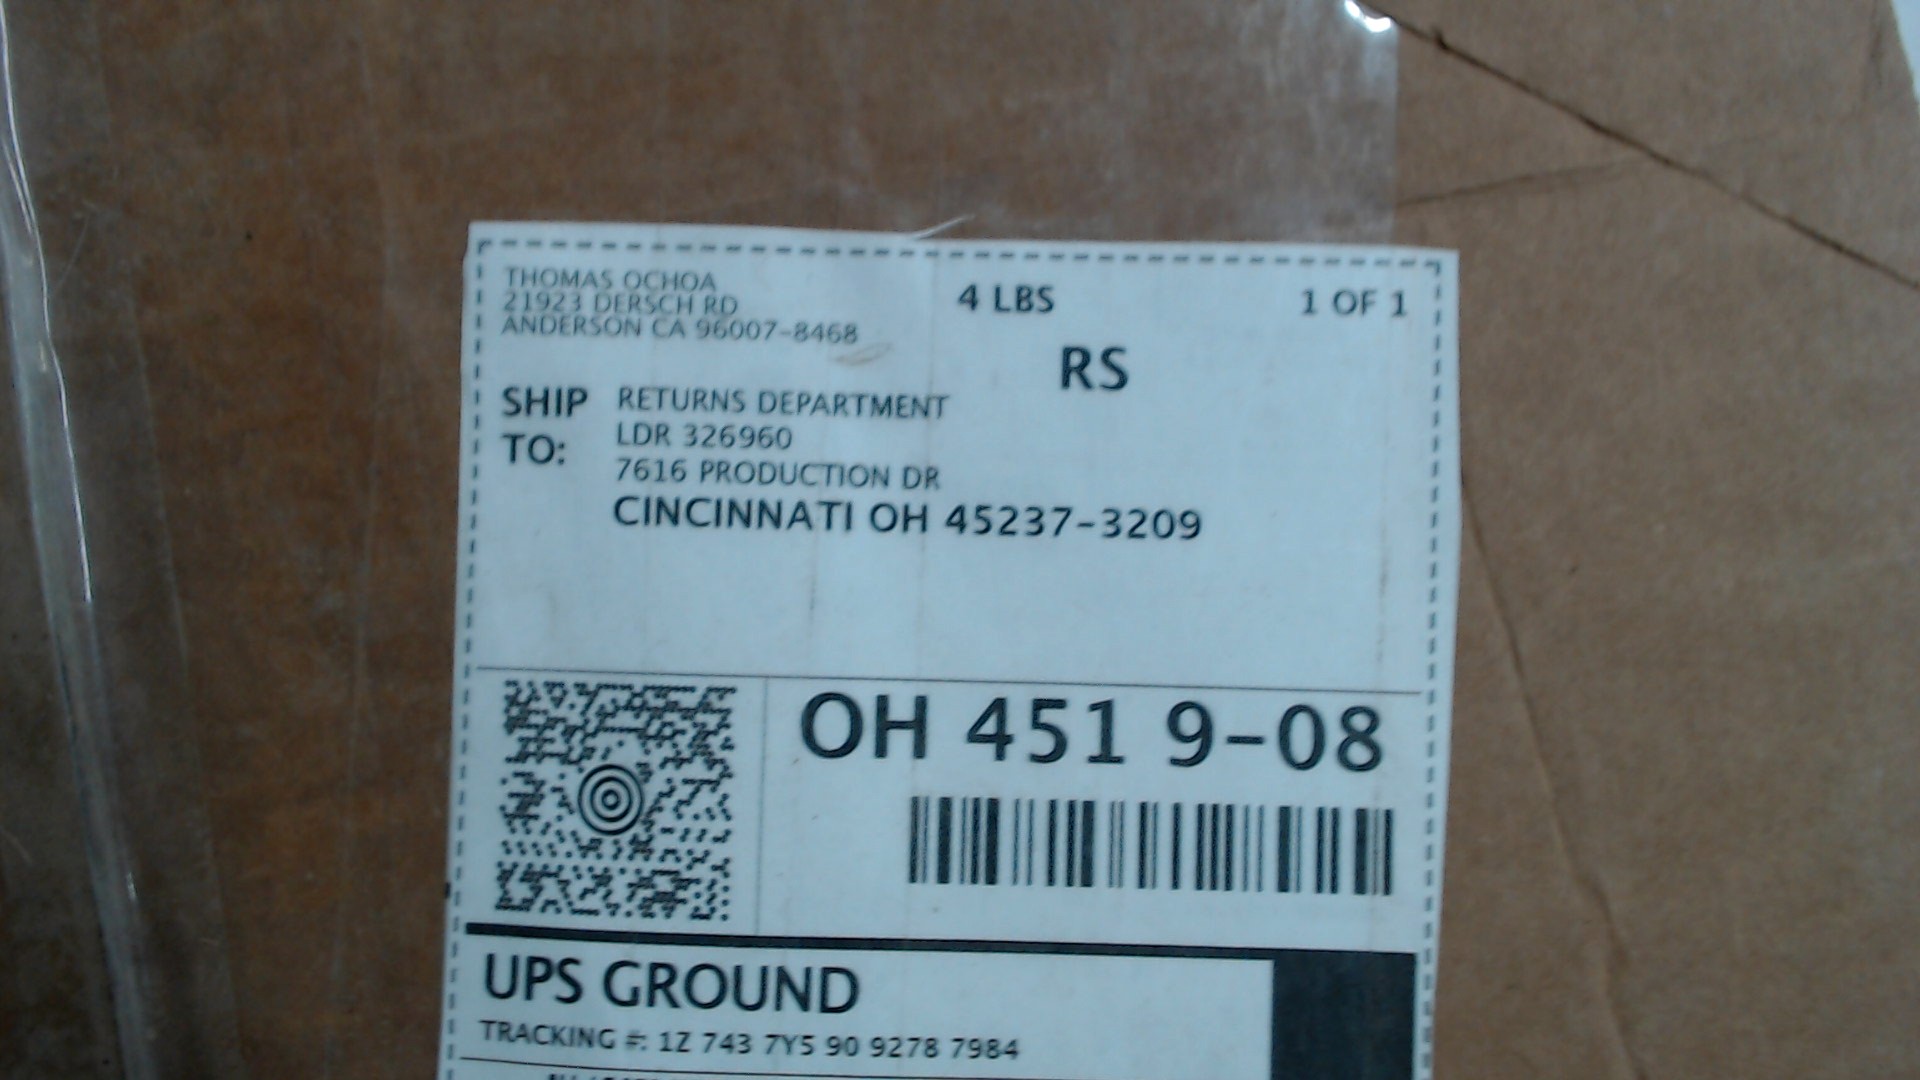 THOMAS OCHOA
21923 DERSCH RD
ANDERSON CA 96007-8468
4 LBS
1 OF 1
RS
SHIP TO:
RETURNS DEPARTMENT
LDR 326960
7616 PRODUCTION DR
CINCINNATI OH 45237-3209
OH 451 9-08
UPS GROUND
TRACKING #: 1Z 743 7Y5 90 9278 7984